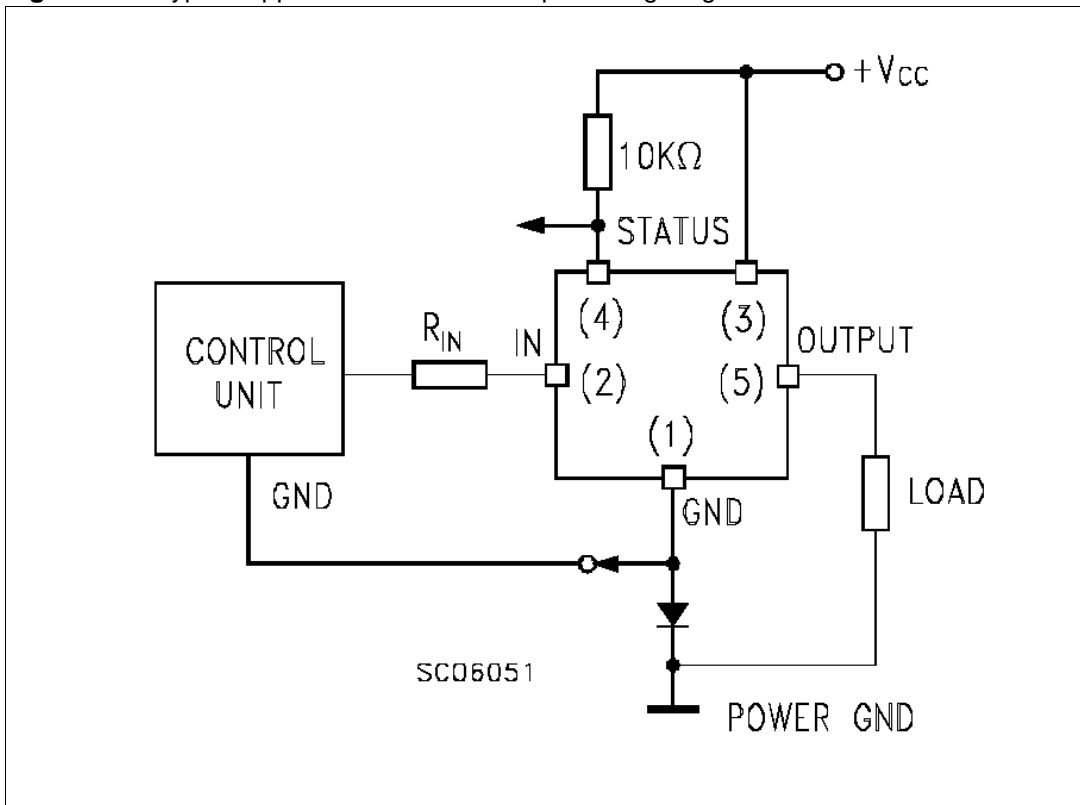 +VCC
10KΩ
STATUS
(4)
(3)
CONTROL
UNIT
RIN
IN
(2)
OUTPUT
(5)
(1)
GND
GND
LOAD
SC06051
POWER GND